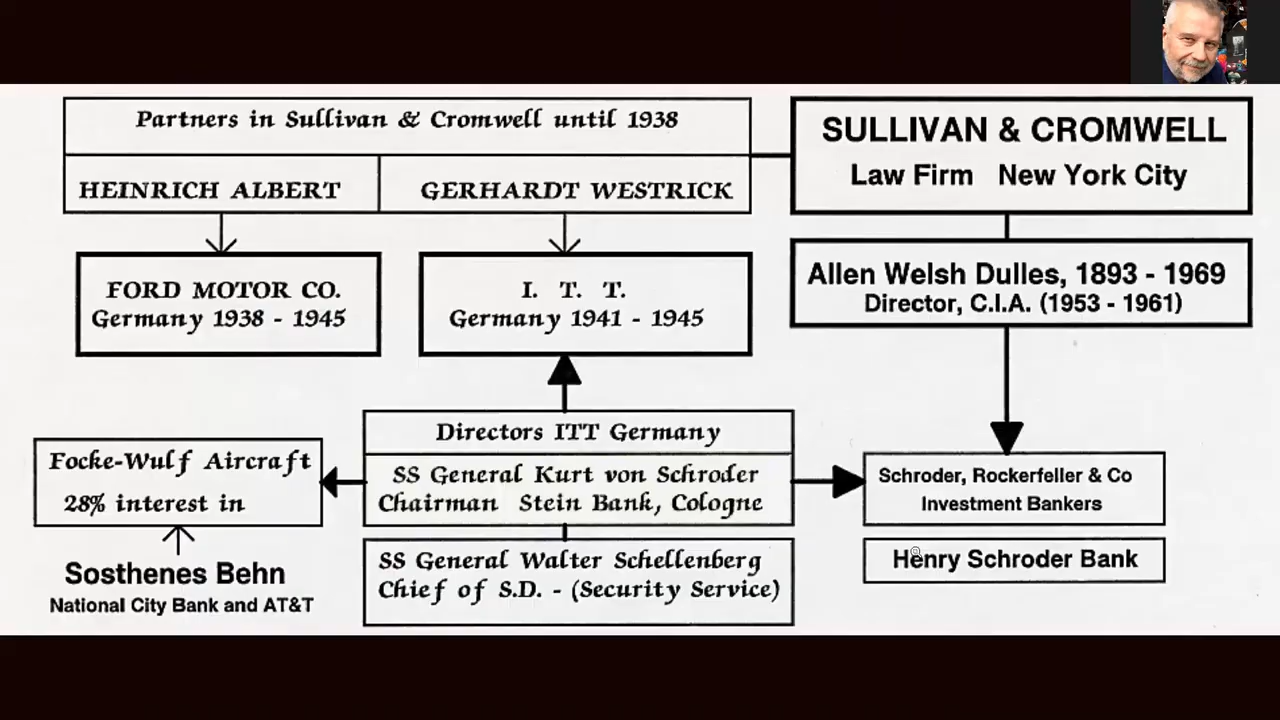 Partners in Sullivan & Cromwell until 1938
HEINRICH ALBERT
GERHARDT WESTRICK
SULLIVAN & CROMWELL
Law Firm New York City
FORD MOTOR CO.
Germany 1938 - 1945
I. T. T.
Germany 1941 - 1945
Allen Welsh Dulles, 1893 - 1969
Director, C.I.A. (1953 - 1961)
Directors ITT Germany
SS General Kurt von Schroder
Chairman Stein Bank, Cologne
SS General Walter Schellenberg
Chief of S.D. - (Security Service)
Focke-Wulf Aircraft
28% interest in
Sosthenes Behn
National City Bank and AT&T
Schroder, Rockerfeller & Co
Investment Bankers
Henry Schroder Bank